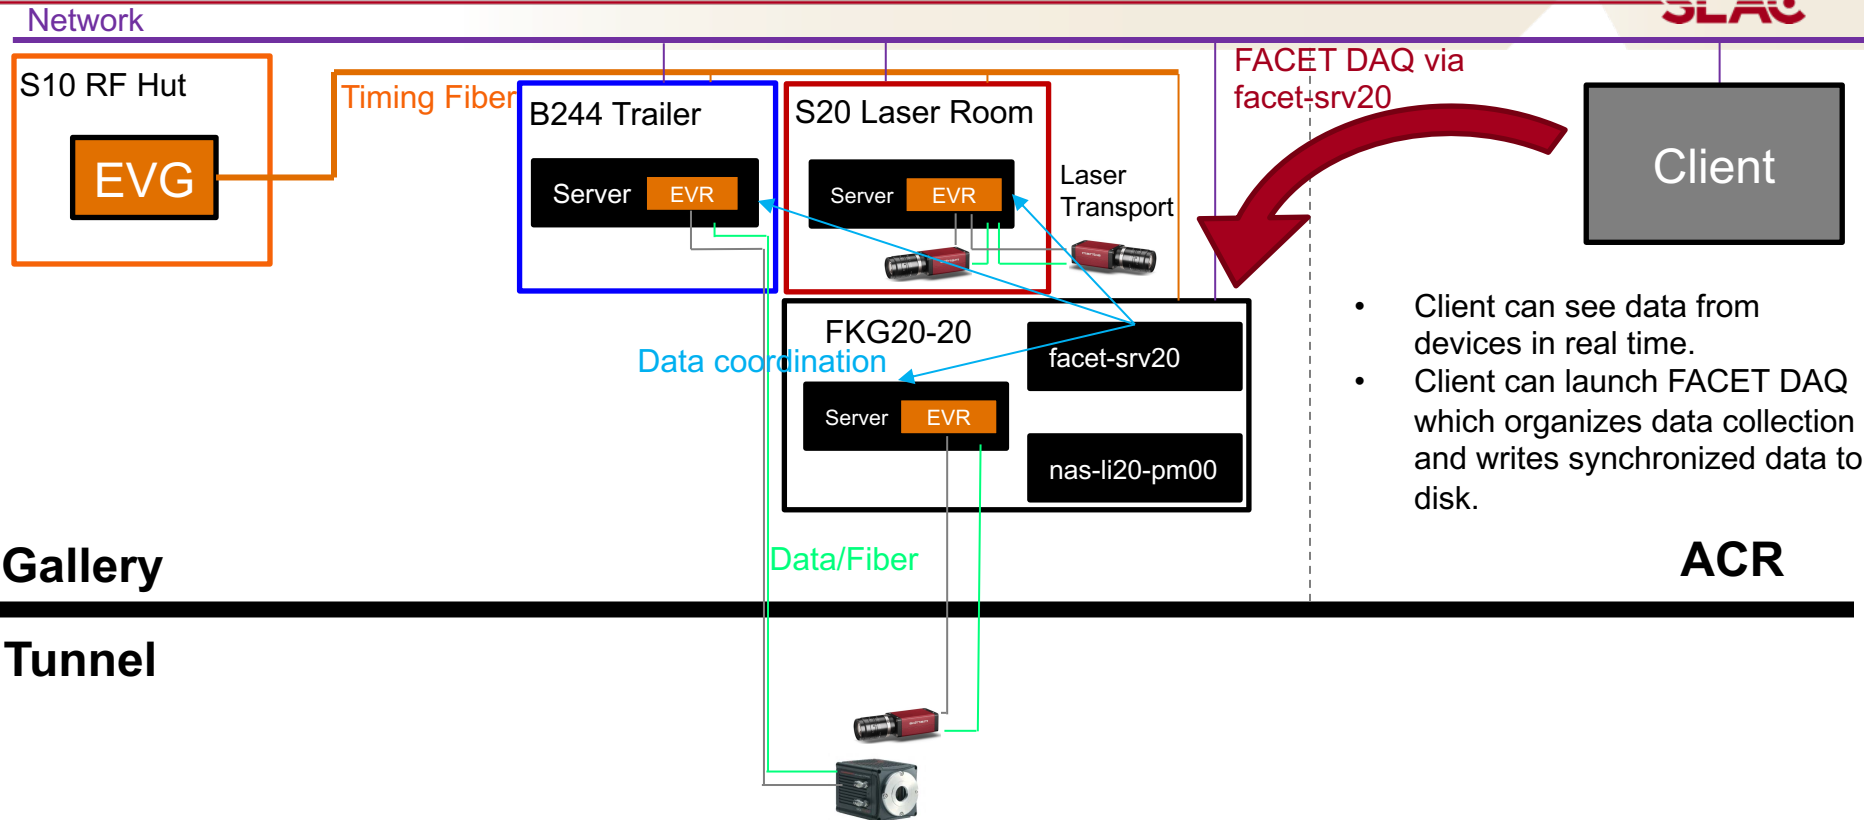 SLAC
Network
S10 RF Hut
EVG
Timing Fiber
B244 Trailer
Server
EVR
S20 Laser Room
Server
EVR
Laser
Transport
FACET DAQ via
facet-srv20
Client
FKG20-20
facet-srv20
Data coordination
Server
EVR
nas-li20-pm00
• Client can see data from
devices in real time.
• Client can launch FACET DAQ
which organizes data collection
and writes synchronized data to
disk.
Data/Fiber
Gallery
ACR
Tunnel